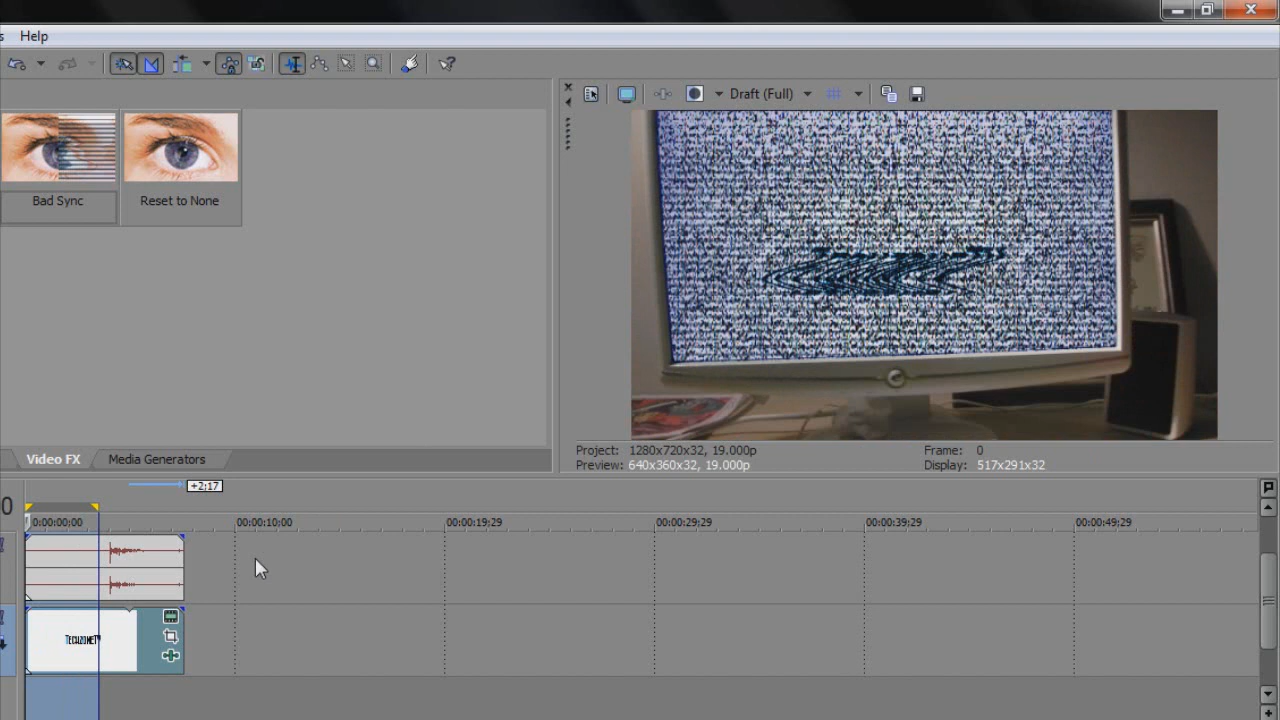 s Help
Draft (Full)
Bad Sync
Reset to None
Project: 1280x720x32, 19.000p
Frame: 0
Preview: 640x360x32, 19.000p
Display: 517x291x32
Video FX
Media Generators
+2;17
0
0:00:00;00
00:00:10;00
00:00:19;29
00:00:29;29
00:00:39;29
00:00:49;29